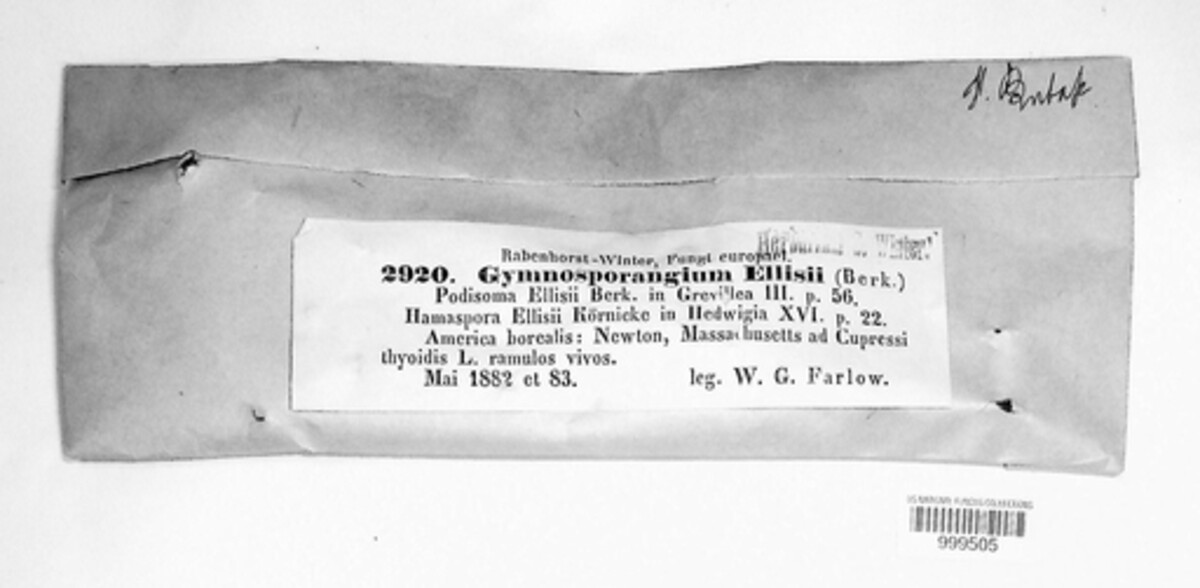 Rabenhorst-Winter, Fungi europaei.
2920. Gymnosporangium Ellisii (Berk.)
Podisoma Ellisii Berk. in Grevillea III. p. 56.
Hamaspora Ellisii Körnicke in Hedwigia XVI. p. 22.
America borealis: Newton, Massachusetts ad Cupressi
thyoidis L. ramulos vivos.
Mai 1882 et 83. leg. W. G. Farlow.
999505